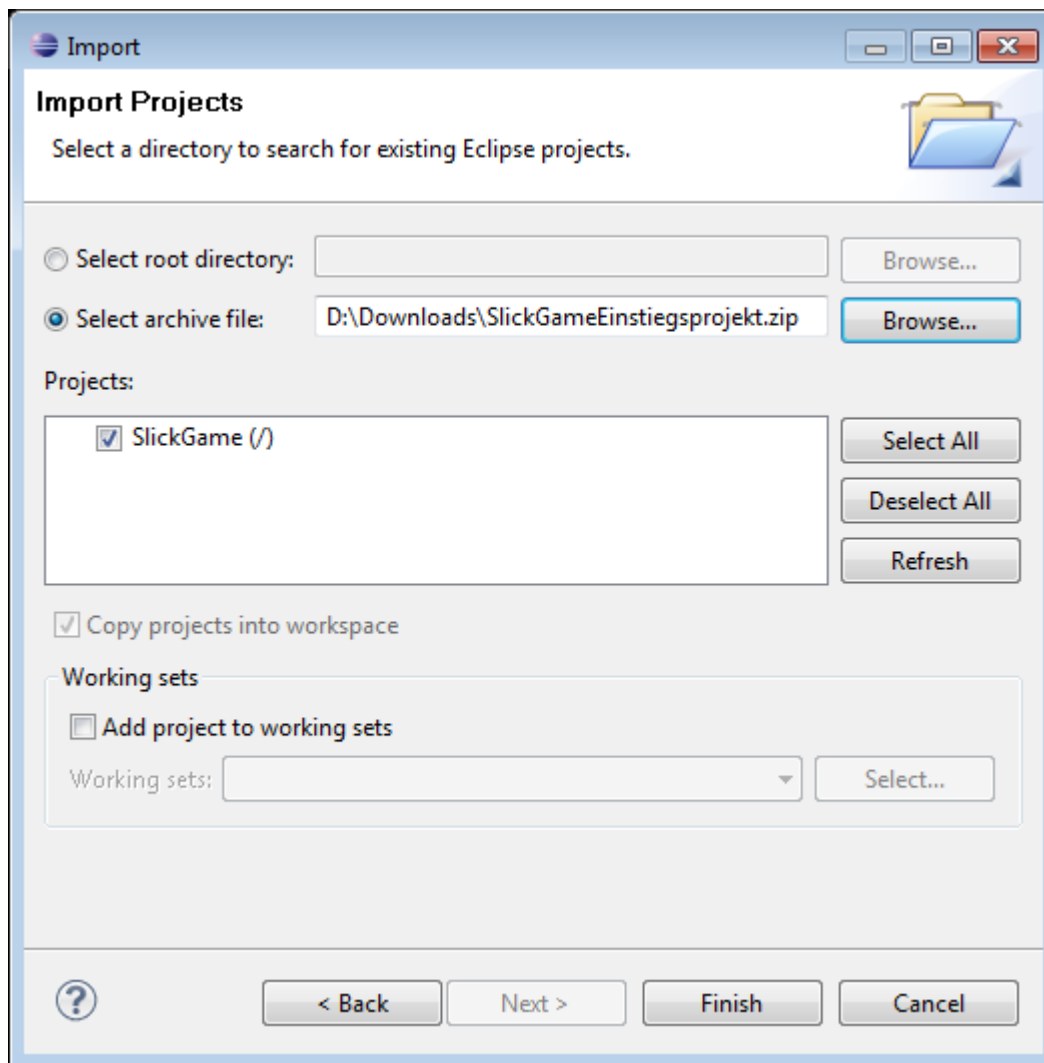 Import
Import Projects
Select a directory to search for existing Eclipse projects.
Select root directory:
Browse...
Select archive file:
D:\Downloads\SlickGameEinstiegsprojekt.zip
Browse...
Projects:
SlickGame (/)
Select All
Deselect All
Refresh
Copy projects into workspace
Working sets
Add project to working sets
Working sets:
Select...
?
< Back
Next >
Finish
Cancel